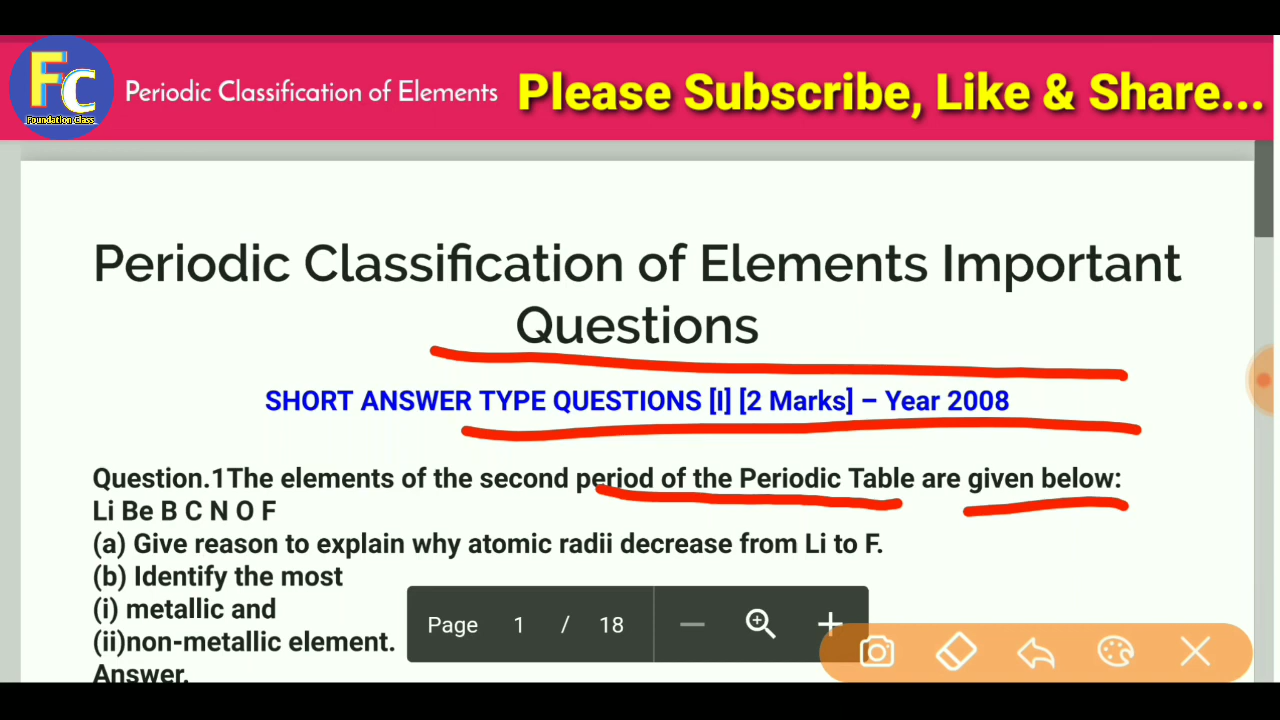 FC
Foundation Class
Periodic Classification of Elements
Please Subscribe, Like & Share...
Periodic Classification of Elements Important
Questions
SHORT ANSWER TYPE QUESTIONS [I] [2 Marks] – Year 2008
Question.1The elements of the second period of the Periodic Table are given below:
Li Be B C N O F
(a) Give reason to explain why atomic radii decrease from Li to F.
(b) Identify the most
(i) metallic and
(ii)non-metallic element.
Answer.
Page 1 / 18